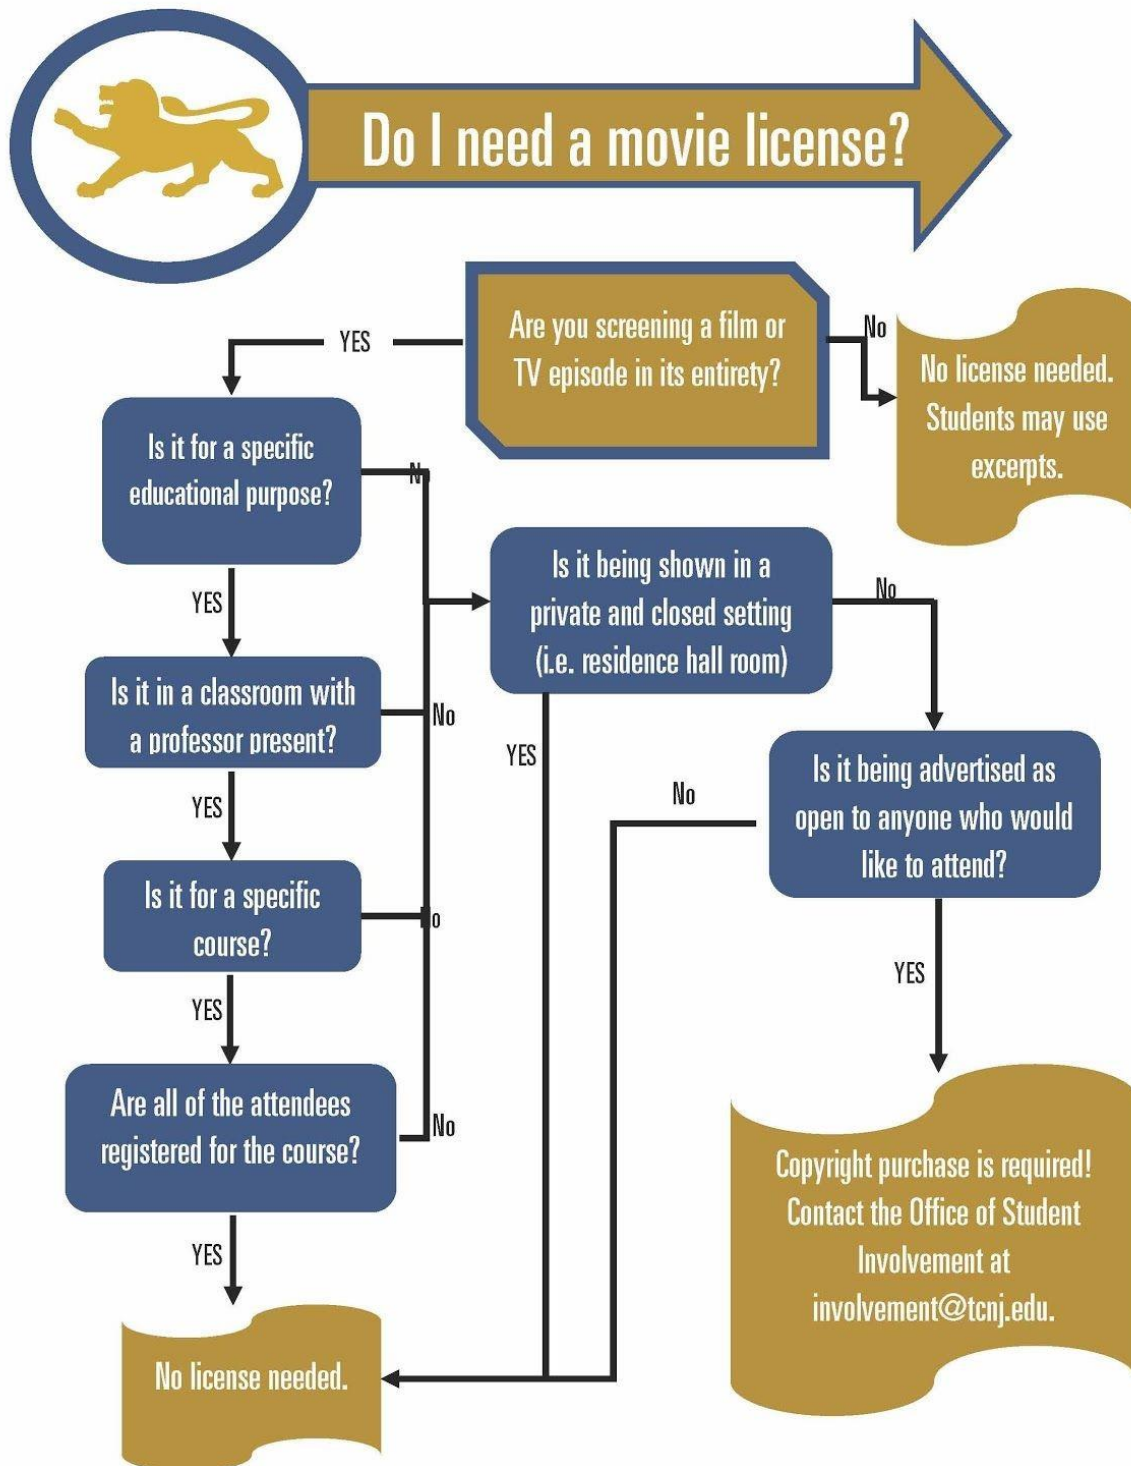 Do I need a movie license?
Are you screening a film or
TV episode in its entirety?
YES
No
No license needed.
Students may use
excerpts.
Is it for a specific
educational purpose?
N
YES
Is it being shown in a
private and closed setting
(i.e. residence hall room)
No
YES
Is it in a classroom with
a professor present?
No
YES
Is it being advertised as
open to anyone who would
like to attend?
No
YES
Is it for a specific
course?
No
YES
Are all of the attendees
registered for the course?
No
YES
Copyright purchase is required!
Contact the Office of Student
Involvement at
involvement@tcnj.edu.
No license needed.